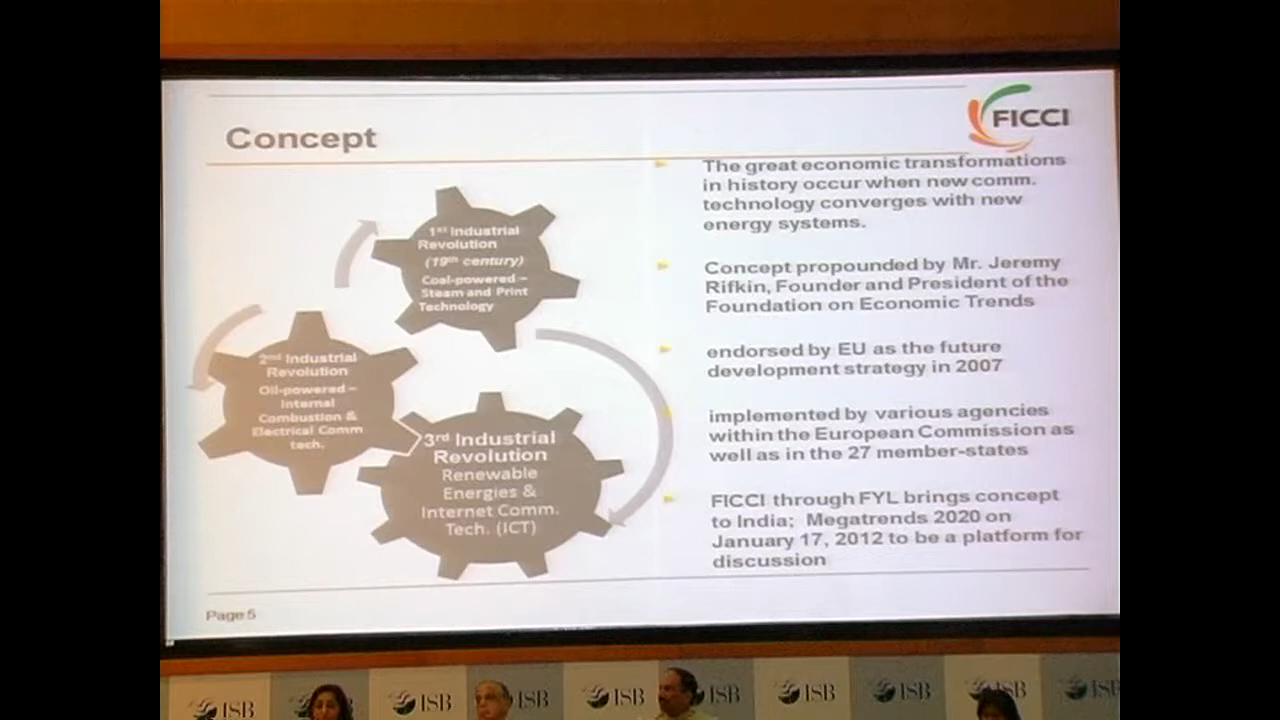 Concept
FICCI
1st Industrial
Revolution
(19th century)
Coal-powered –
Steam and Print
Technology
2nd Industrial
Revolution
Oil-powered –
Internal
Combustion &
Electrical Comm
tech.
3rd Industrial
Revolution
Renewable
Energies &
Internet Comm.
Tech. (ICT)
The great economic transformations
in history occur when new comm.
technology converges with new
energy systems.
Concept propounded by Mr. Jeremy
Rifkin, Founder and President of the
Foundation on Economic Trends
endorsed by EU as the future
development strategy in 2007
implemented by various agencies
within the European Commission as
well as in the 27 member-states
FICCI through FYL brings concept
to India; Megatrends 2020 on
January 17, 2012 to be a platform for
discussion
Page 5
ISB
ISB
ISB
ISB
ISB
ISB
ISB
ISB